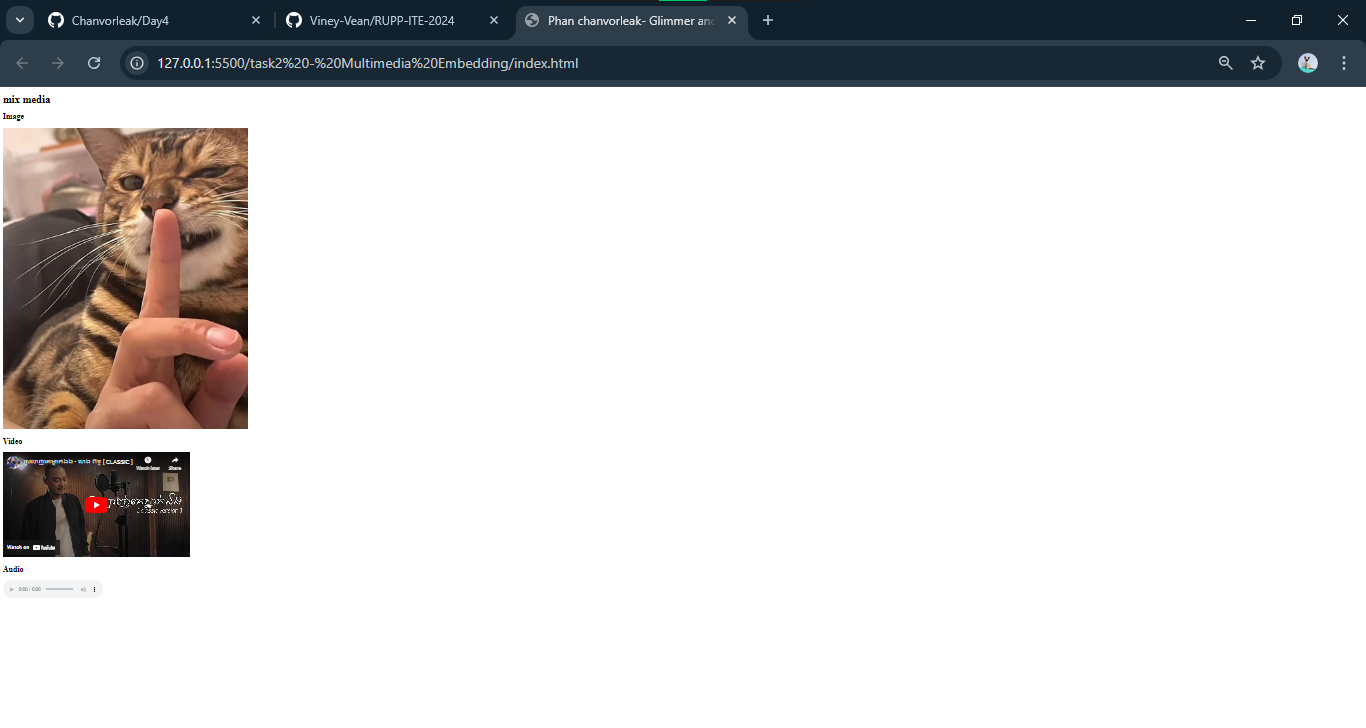 Chanvorleak/Day4
Viney-Vean/RUPP-ITE-2024
Phan chanvorleak- Glimmer and
127.0.0.1:5500/task2%20-%20Multimedia%20Embedding/index.html
mix media
Image
Video
[ CLASSIC ]
Watch later
Share
Watch on YouTube
Audio
0:00 / 0:00